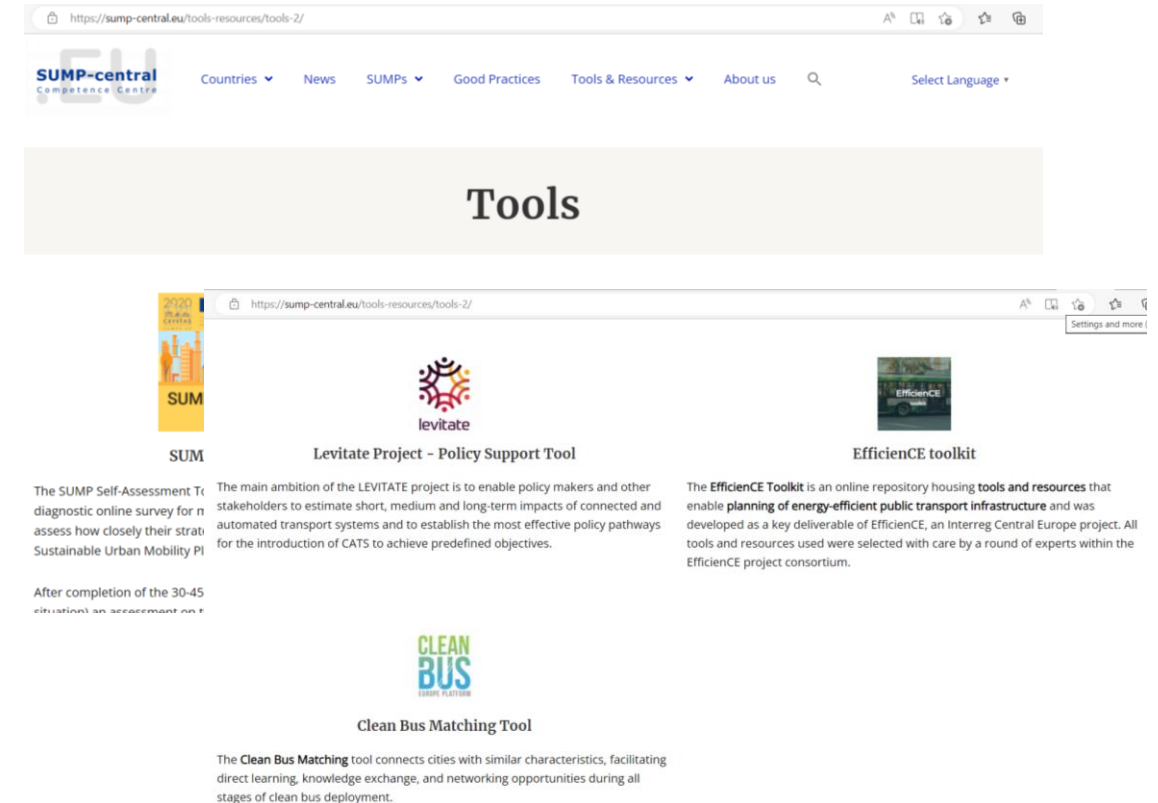 https://sump-central.eu/tools-resources/tools-2/
.EU
SUMP-central
Competence Centre
Countries
News
SUMPs
Good Practices
Tools & Resources
About us
Select Language
Tools
2020
CIVITAS
SUM
SUM
The SUMP Self-Assessment To
diagnostic online survey for m
assess how closely their strate
Sustainable Urban Mobility Pl
After completion of the 30-45
situation) an assessment on t
https://sump-central.eu/tools-resources/tools-2/
Settings and more (
levitate
Levitate Project – Policy Support Tool
The main ambition of the LEVITATE project is to enable policy makers and other
stakeholders to estimate short, medium and long-term impacts of connected and
automated transport systems and to establish the most effective policy pathways
for the introduction of CATS to achieve predefined objectives.
EfficienCE
EfficienCE toolkit
The EfficienCE Toolkit is an online repository housing tools and resources that
enable planning of energy-efficient public transport infrastructure and was
developed as a key deliverable of EfficienCE, an Interreg Central Europe project. All
tools and resources used were selected with care by a round of experts within the
EfficienCE project consortium.
CLEAN
BUS
EUROPE PLATFORM
Clean Bus Matching Tool
The Clean Bus Matching tool connects cities with similar characteristics, facilitating
direct learning, knowledge exchange, and networking opportunities during all
stages of clean bus deployment.